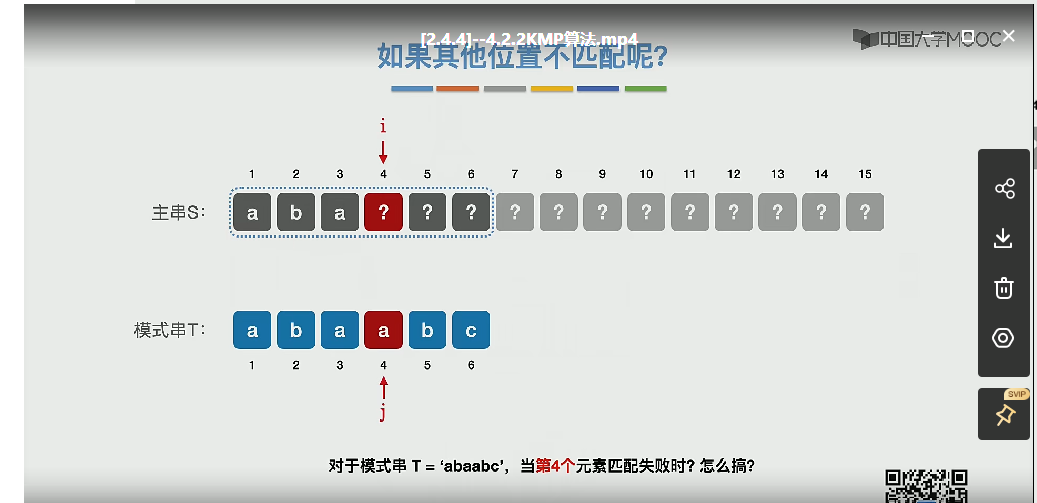 [2.4.4]--4.2.2KMP算法.mp4
中国大学MOOC
如果其他位置不匹配呢?
i
1 2 3 4 5 6 7 8 9 10 11 12 13 14 15
主串S: a b a ? ? ? ? ? ? ? ? ? ? ? ?
模式串T: a b a a b c
1 2 3 4 5 6
j
对于模式串 T = ‘abaabc’，当第4个元素匹配失败时? 怎么搞?
SVIP